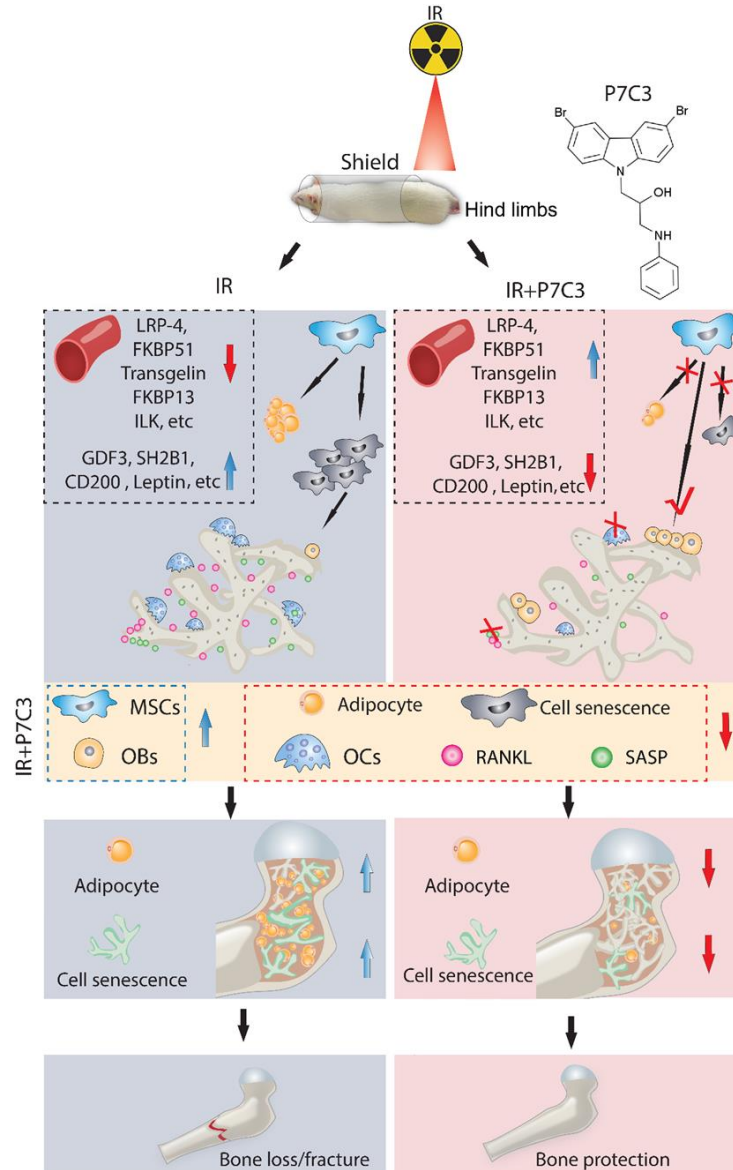 IR
P7C3
Br
Br
N
OH
NH
Shield
Hind limbs
IR
IR+P7C3
LRP-4,
FKBP51
Transgelin
FKBP13
ILK, etc
GDF3, SH2B1,
CD200 , Leptin, etc
LRP-4,
FKBP51
Transgelin
FKBP13
ILK, etc
GDF3, SH2B1,
CD200 , Leptin, etc
IR+P7C3
MSCs
OBs
Adipocyte
Cell senescence
OCs
RANKL
SASP
Adipocyte
Cell senescence
Adipocyte
Cell senescence
Bone loss/fracture
Bone protection